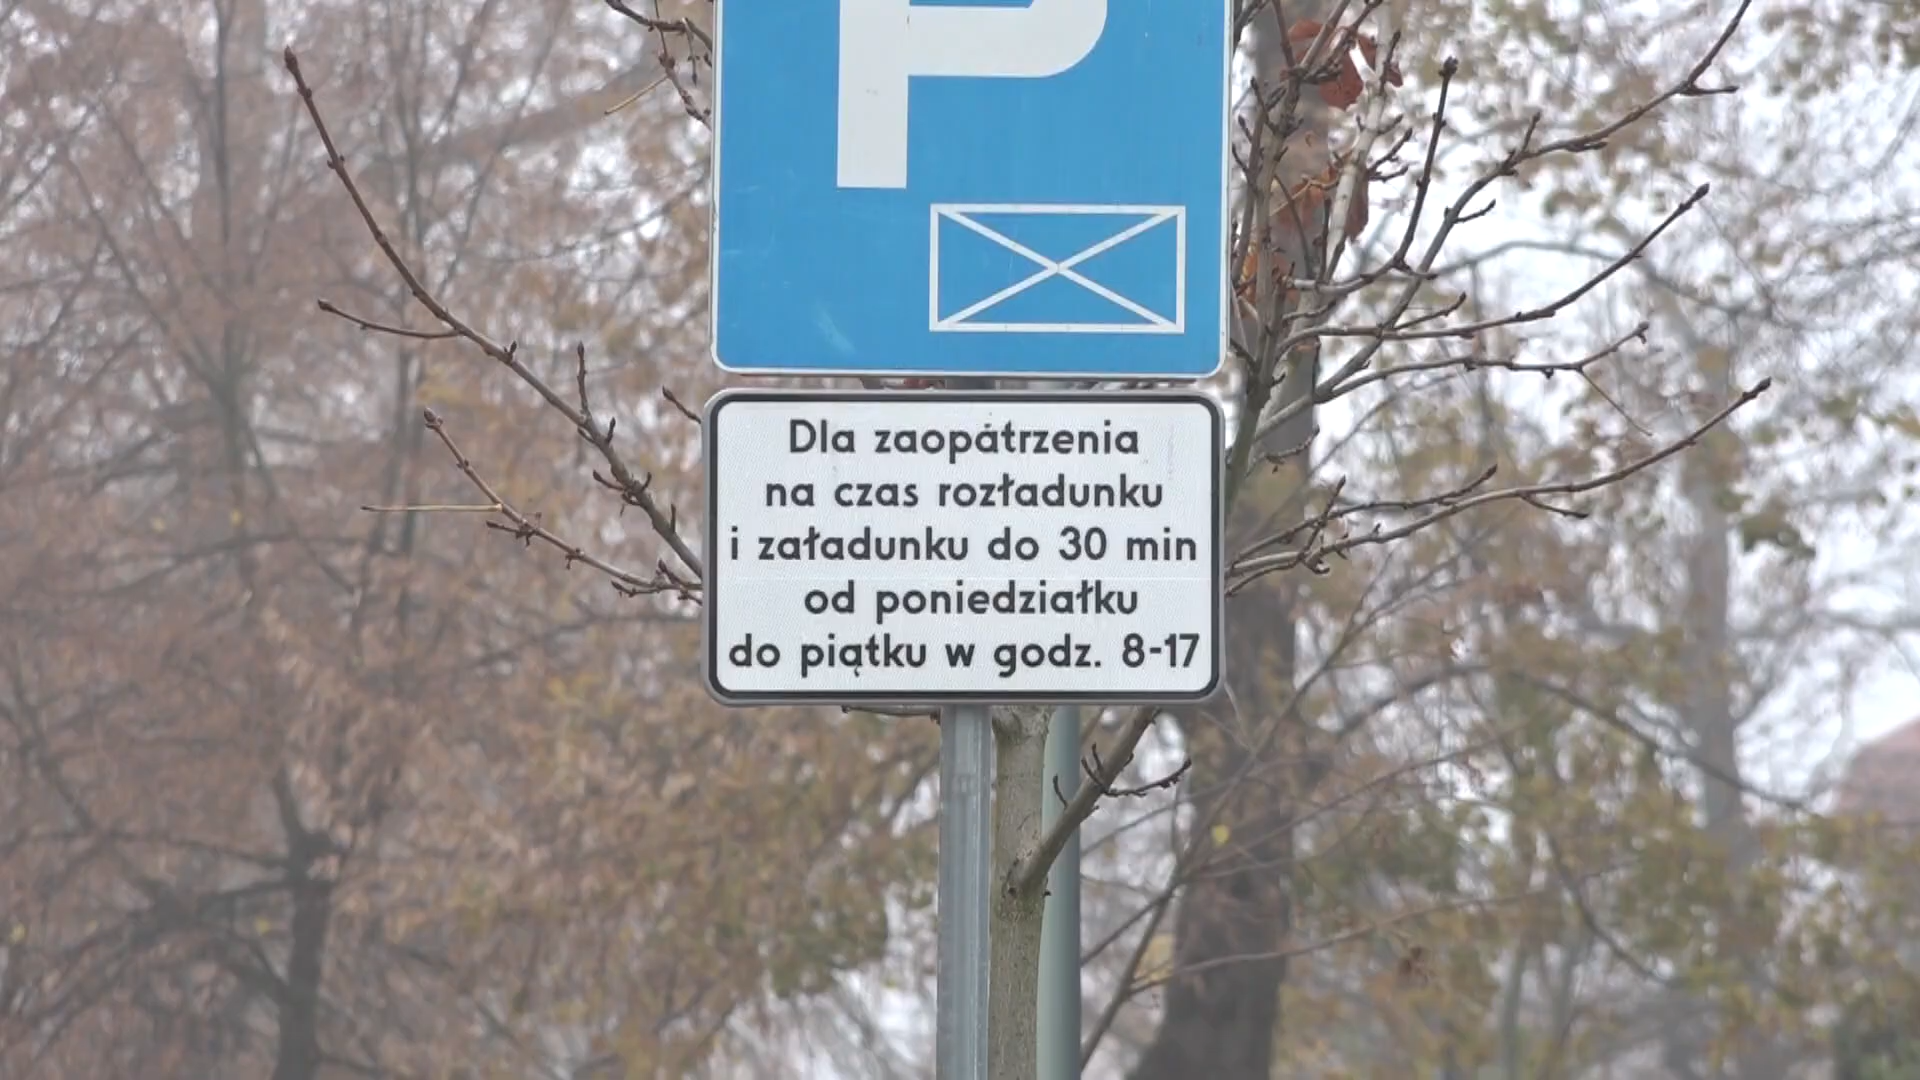 P
Dla zaopatrzenia
na czas rozładunku
i załadunku do 30 min
od poniedziałku
do piątku w godz. 8-17